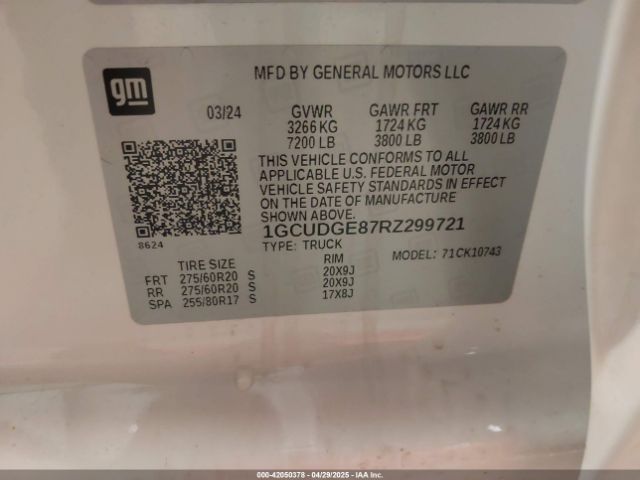 gm
MFD BY GENERAL MOTORS LLC
03/24 GVWR GAWR FRT GAWR RR
3266 KG 1724 KG 1724 KG
7200 LB 3800 LB 3800 LB
THIS VEHICLE CONFORMS TO ALL
APPLICABLE U.S. FEDERAL MOTOR
VEHICLE SAFETY STANDARDS IN EFFECT
ON THE DATE OF MANUFACTURE
SHOWN ABOVE.
8624
1GCUDGE87RZ299721
TYPE: TRUCK MODEL: 71CK10743
TIRE SIZE RIM
FRT 275/60R20 S 20X9J
RR 275/60R20 S 20X9J
SPA 255/80R17 S 17X8J
000-42050378 - 04/29/2025 - IAA Inc.